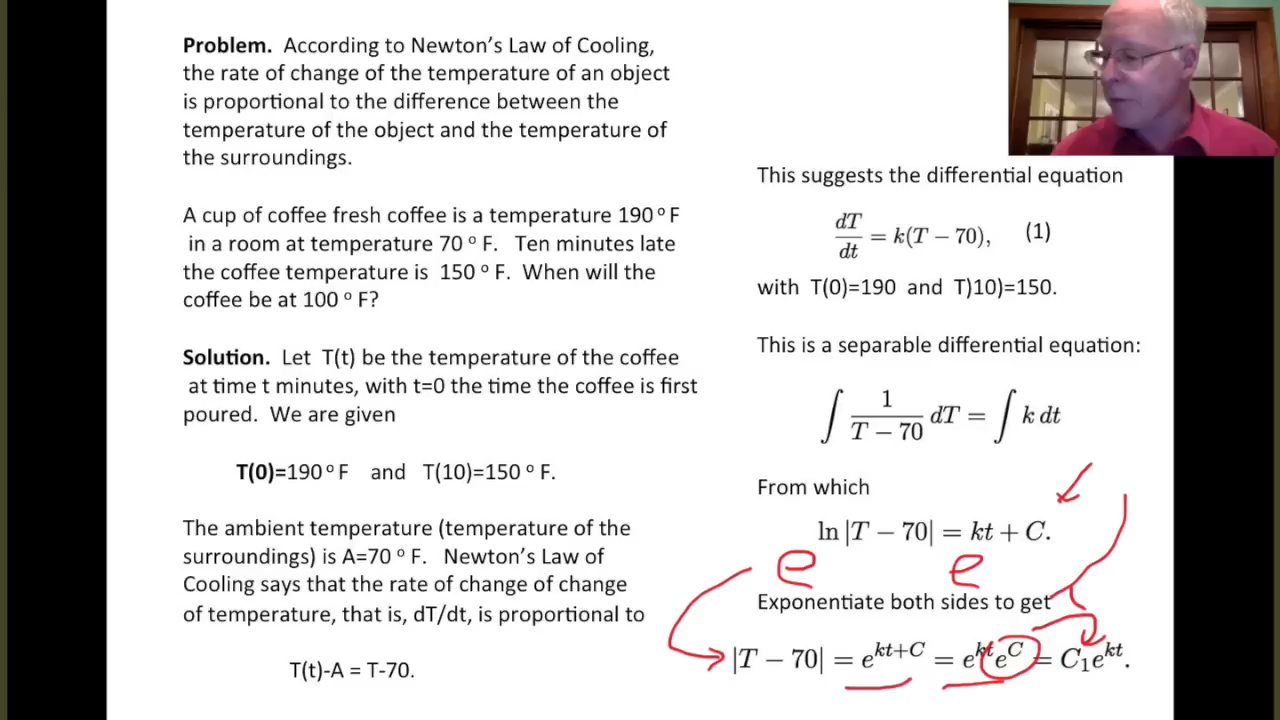 Problem. According to Newton's Law of Cooling,
the rate of change of the temperature of an object
is proportional to the difference between the
temperature of the object and the temperature of
the surroundings.
A cup of coffee fresh coffee is a temperature 190 º F
in a room at temperature 70 º F. Ten minutes late
the coffee temperature is 150 º F. When will the
coffee be at 100 º F?
Solution. Let T(t) be the temperature of the coffee
at time t minutes, with t=0 the time the coffee is first
poured. We are given
T(0)=190 º F and T(10)=150 º F.
The ambient temperature (temperature of the
surroundings) is A=70 º F. Newton's Law of
Cooling says that the rate of change of change
of temperature, that is, dT/dt, is proportional to
T(t)-A = T-70.
This suggests the differential equation
dT/dt = k(T − 70), (1)
with T(0)=190 and T)10)=150.
This is a separable differential equation:
∫ 1/(T − 70) dT = ∫ k dt
From which
ln |T − 70| = kt + C.
e e
Exponentiate both sides to get
|T − 70| = e^{kt+C} = e^{kt}e^{C} = C₁e^{kt}.